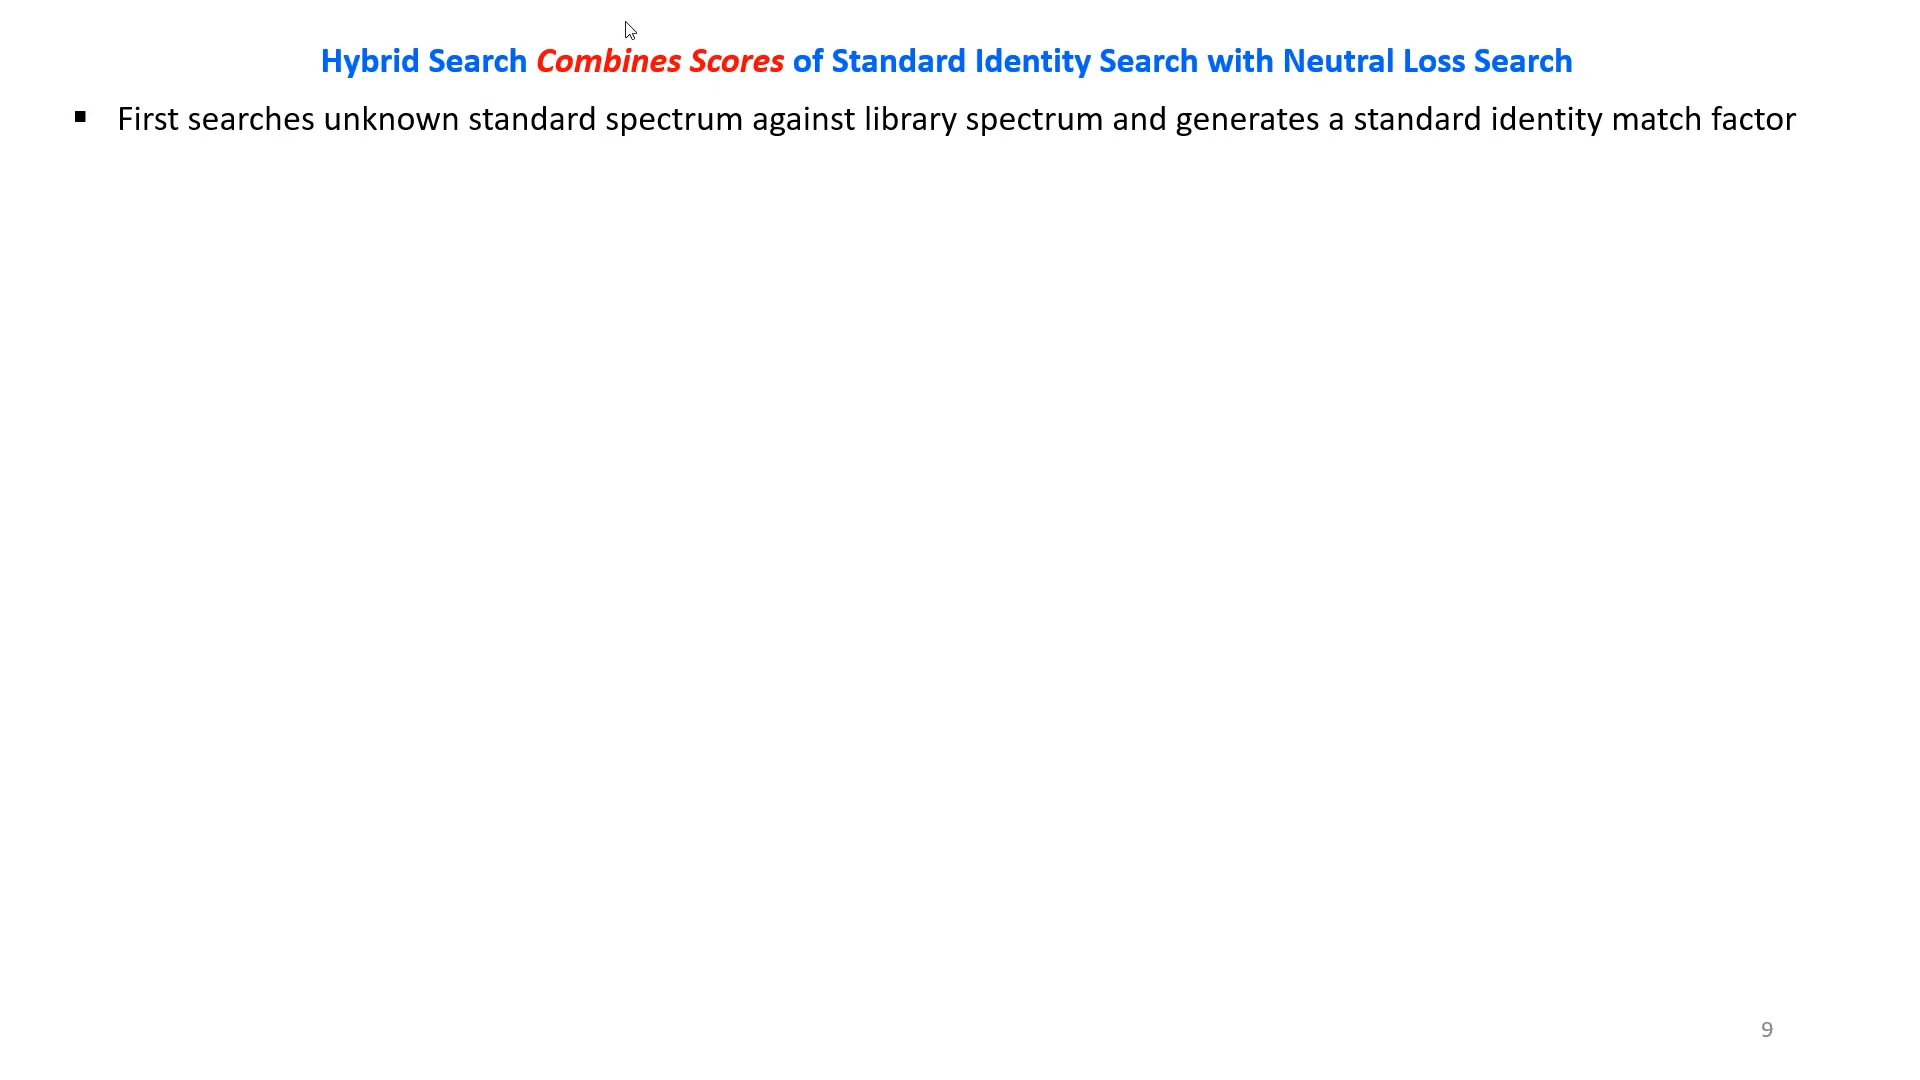 Hybrid Search Combines Scores of Standard Identity Search with Neutral Loss Search
▪ First searches unknown standard spectrum against library spectrum and generates a standard identity match factor
9